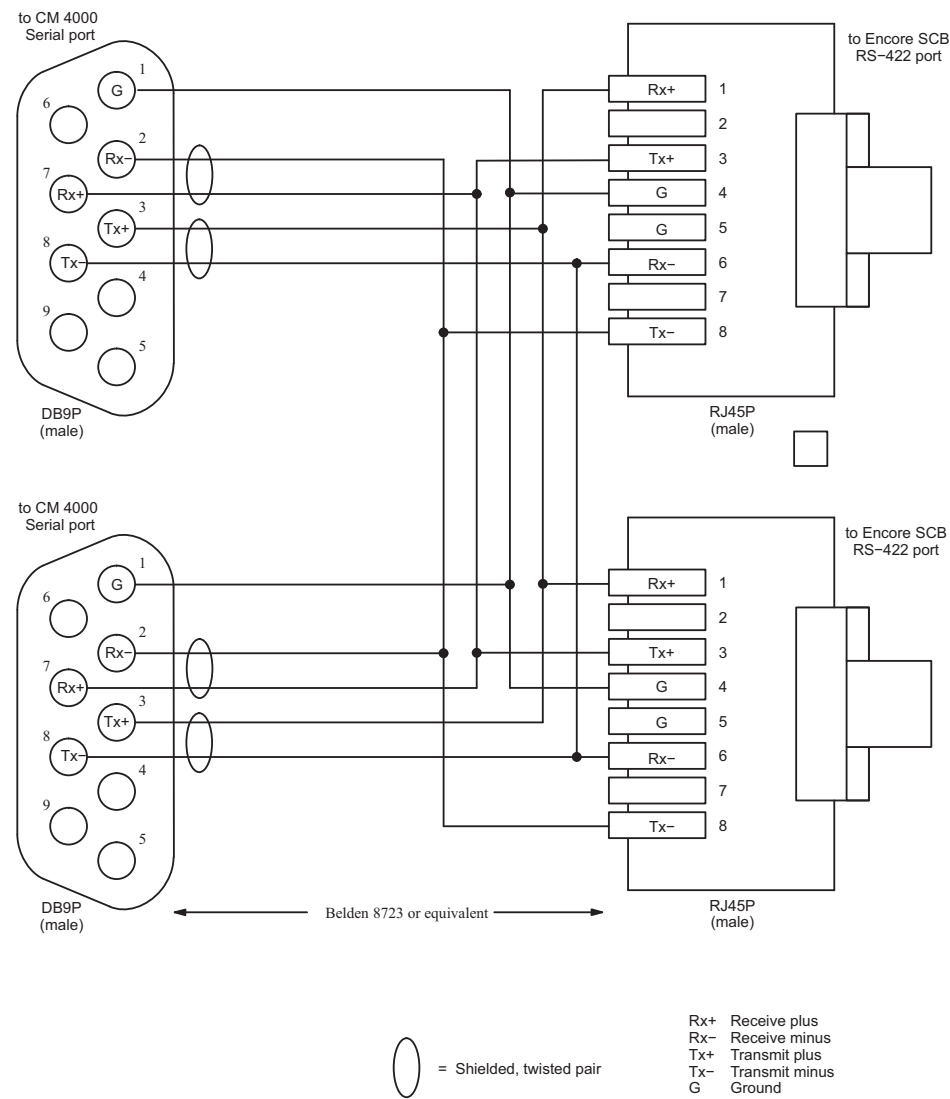 to CM 4000
Serial port
1
G
6
2
Rx−
7
Rx+
3
Tx+
8
Tx−
4
9
5
DB9P
(male)
to Encore SCB
RS−422 port
Rx+ 1
2
Tx+ 3
G 4
G 5
Rx− 6
7
Tx− 8
RJ45P
(male)
to CM 4000
Serial port
1
G
6
2
Rx−
7
Rx+
3
Tx+
8
Tx−
4
9
5
DB9P
(male)
to Encore SCB
RS−422 port
Rx+ 1
2
Tx+ 3
G 4
G 5
Rx− 6
7
Tx− 8
RJ45P
(male)
Belden 8723 or equivalent
= Shielded, twisted pair
Rx+ Receive plus
Rx− Receive minus
Tx+ Transmit plus
Tx− Transmit minus
G Ground